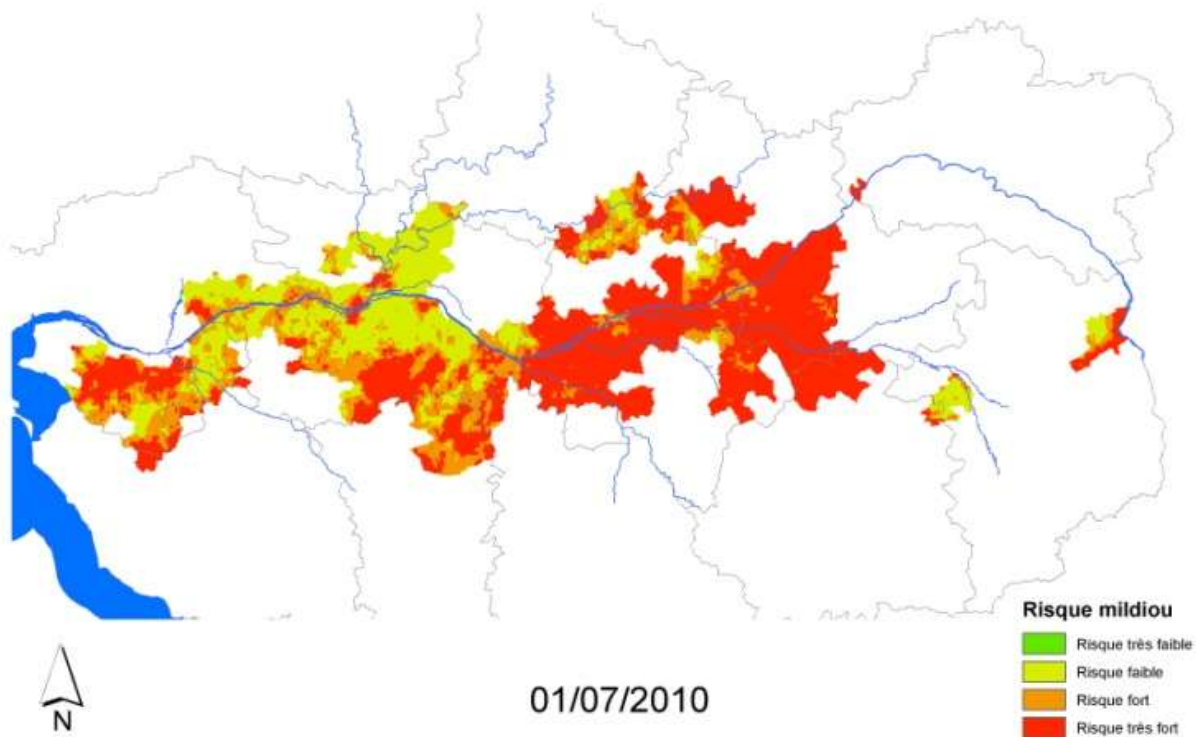 Risque mildiou
Risque très faible
Risque faible
Risque fort
Risque très fort
N
01/07/2010